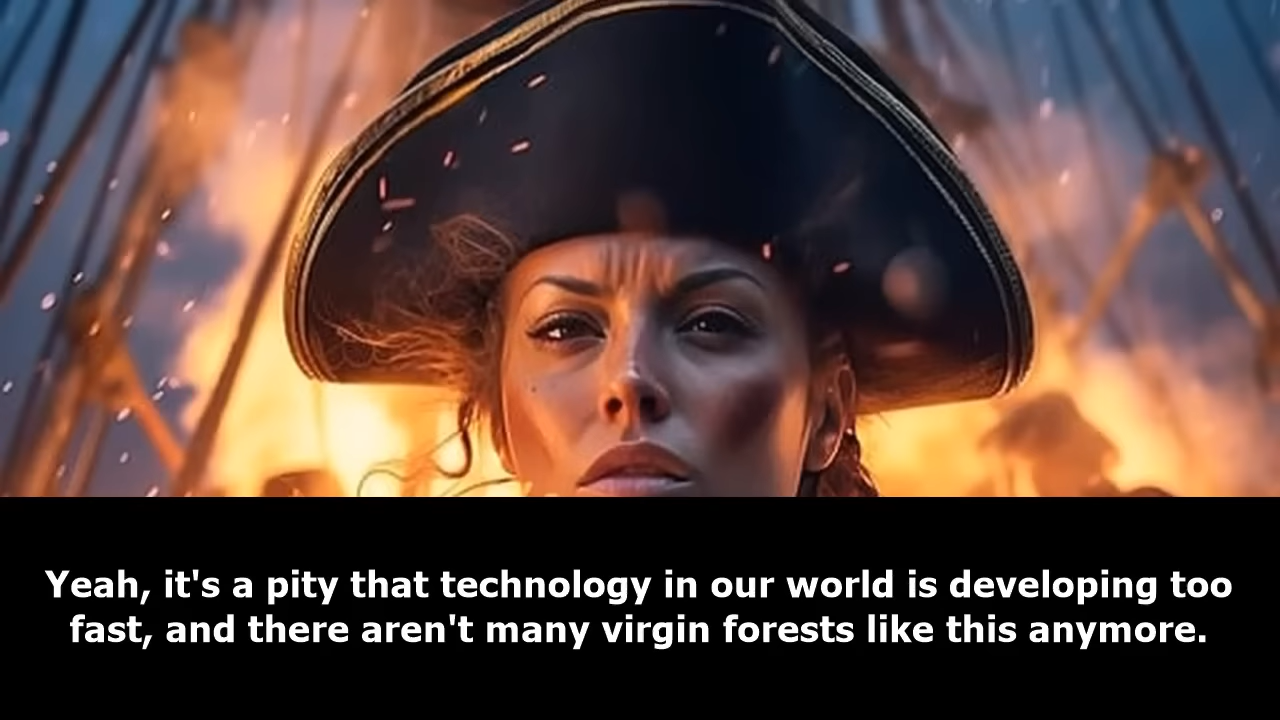 Yeah, it's a pity that technology in our world is developing too
fast, and there aren't many virgin forests like this anymore.